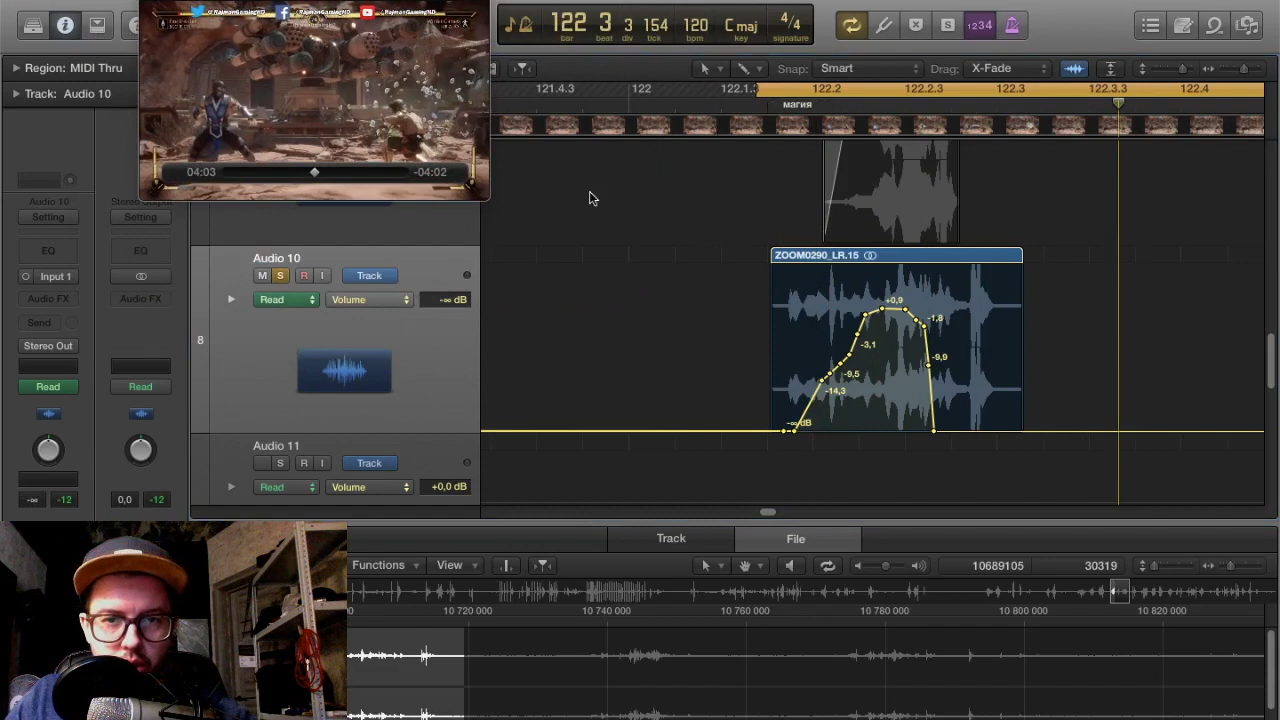 @RajmanGamingHD
@RajmanGamingHD
RajmanGamingHD
04:03
-04:02
122 3 3 154
bar beat div tick
120
bpm
C maj
key
4/4
signature
1234
Region: MIDI Thru
Track: Audio 10
Snap: Smart
Drag: X-Fade
121.4.3
122
122.1.3
122.2
122.2.3
122.3
122.3.3
122.4
магия
Audio 10
Setting
EQ
Input 1
Audio FX
Send
Stereo Out
Read
-∞
-12
Setting
EQ
Audio FX
Read
0,0
-12
8
Audio 10
M S R I
Track
Read
Volume
-∞ dB
ZOOM0290_LR.15
+0,9
-1,8
-3,1
-9,9
-9,5
-14,3
-∞ dB
Audio 11
S R I
Track
Read
Volume
+0,0 dB
Track
File
Functions
View
10689105
30319
10 720 000
10 740 000
10 760 000
10 780 000
10 800 000
10 820 000